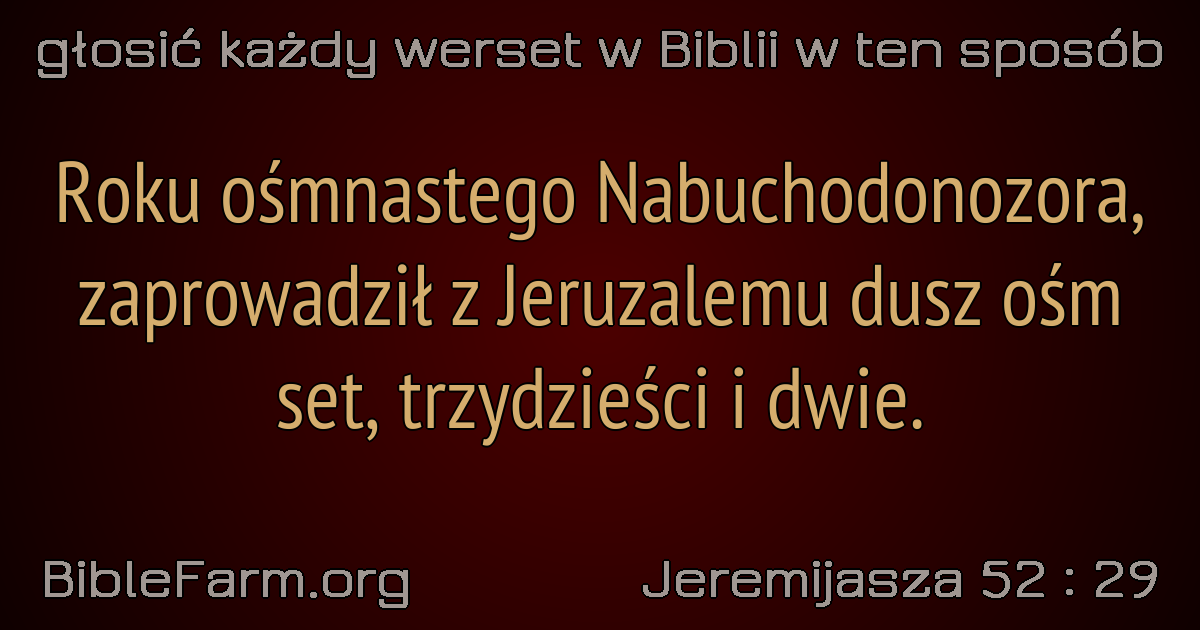 głosić każdy werset w Biblii w ten sposób
Roku ośmnastego Nabuchodonozora,
zaprowadził z Jeruzalemu dusz ośm
set, trzydzieści i dwie.
BibleFarm.org
Jeremijasza 52 : 29